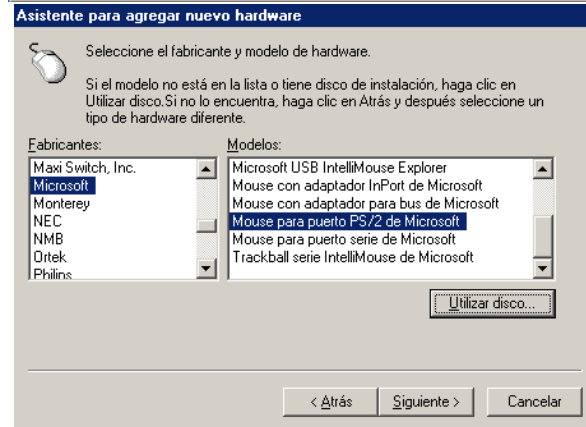 Asistente para agregar nuevo hardware
Seleccione el fabricante y modelo de hardware.
Si el modelo no está en la lista o tiene disco de instalación, haga clic en
Utilizar disco.Si no lo encuentra, haga clic en Atrás y después seleccione un
tipo de hardware diferente.
Fabricantes:
Maxi Switch, Inc.
Microsoft
Monterey
NEC
NMB
Ortek
Philips
Modelos:
Microsoft USB IntelliMouse Explorer
Mouse con adaptador InPort de Microsoft
Mouse con adaptador para bus de Microsoft
Mouse para puerto PS/2 de Microsoft
Mouse para puerto serie de Microsoft
Trackball serie IntelliMouse de Microsoft
Utilizar disco...
< Atrás
Siguiente >
Cancelar